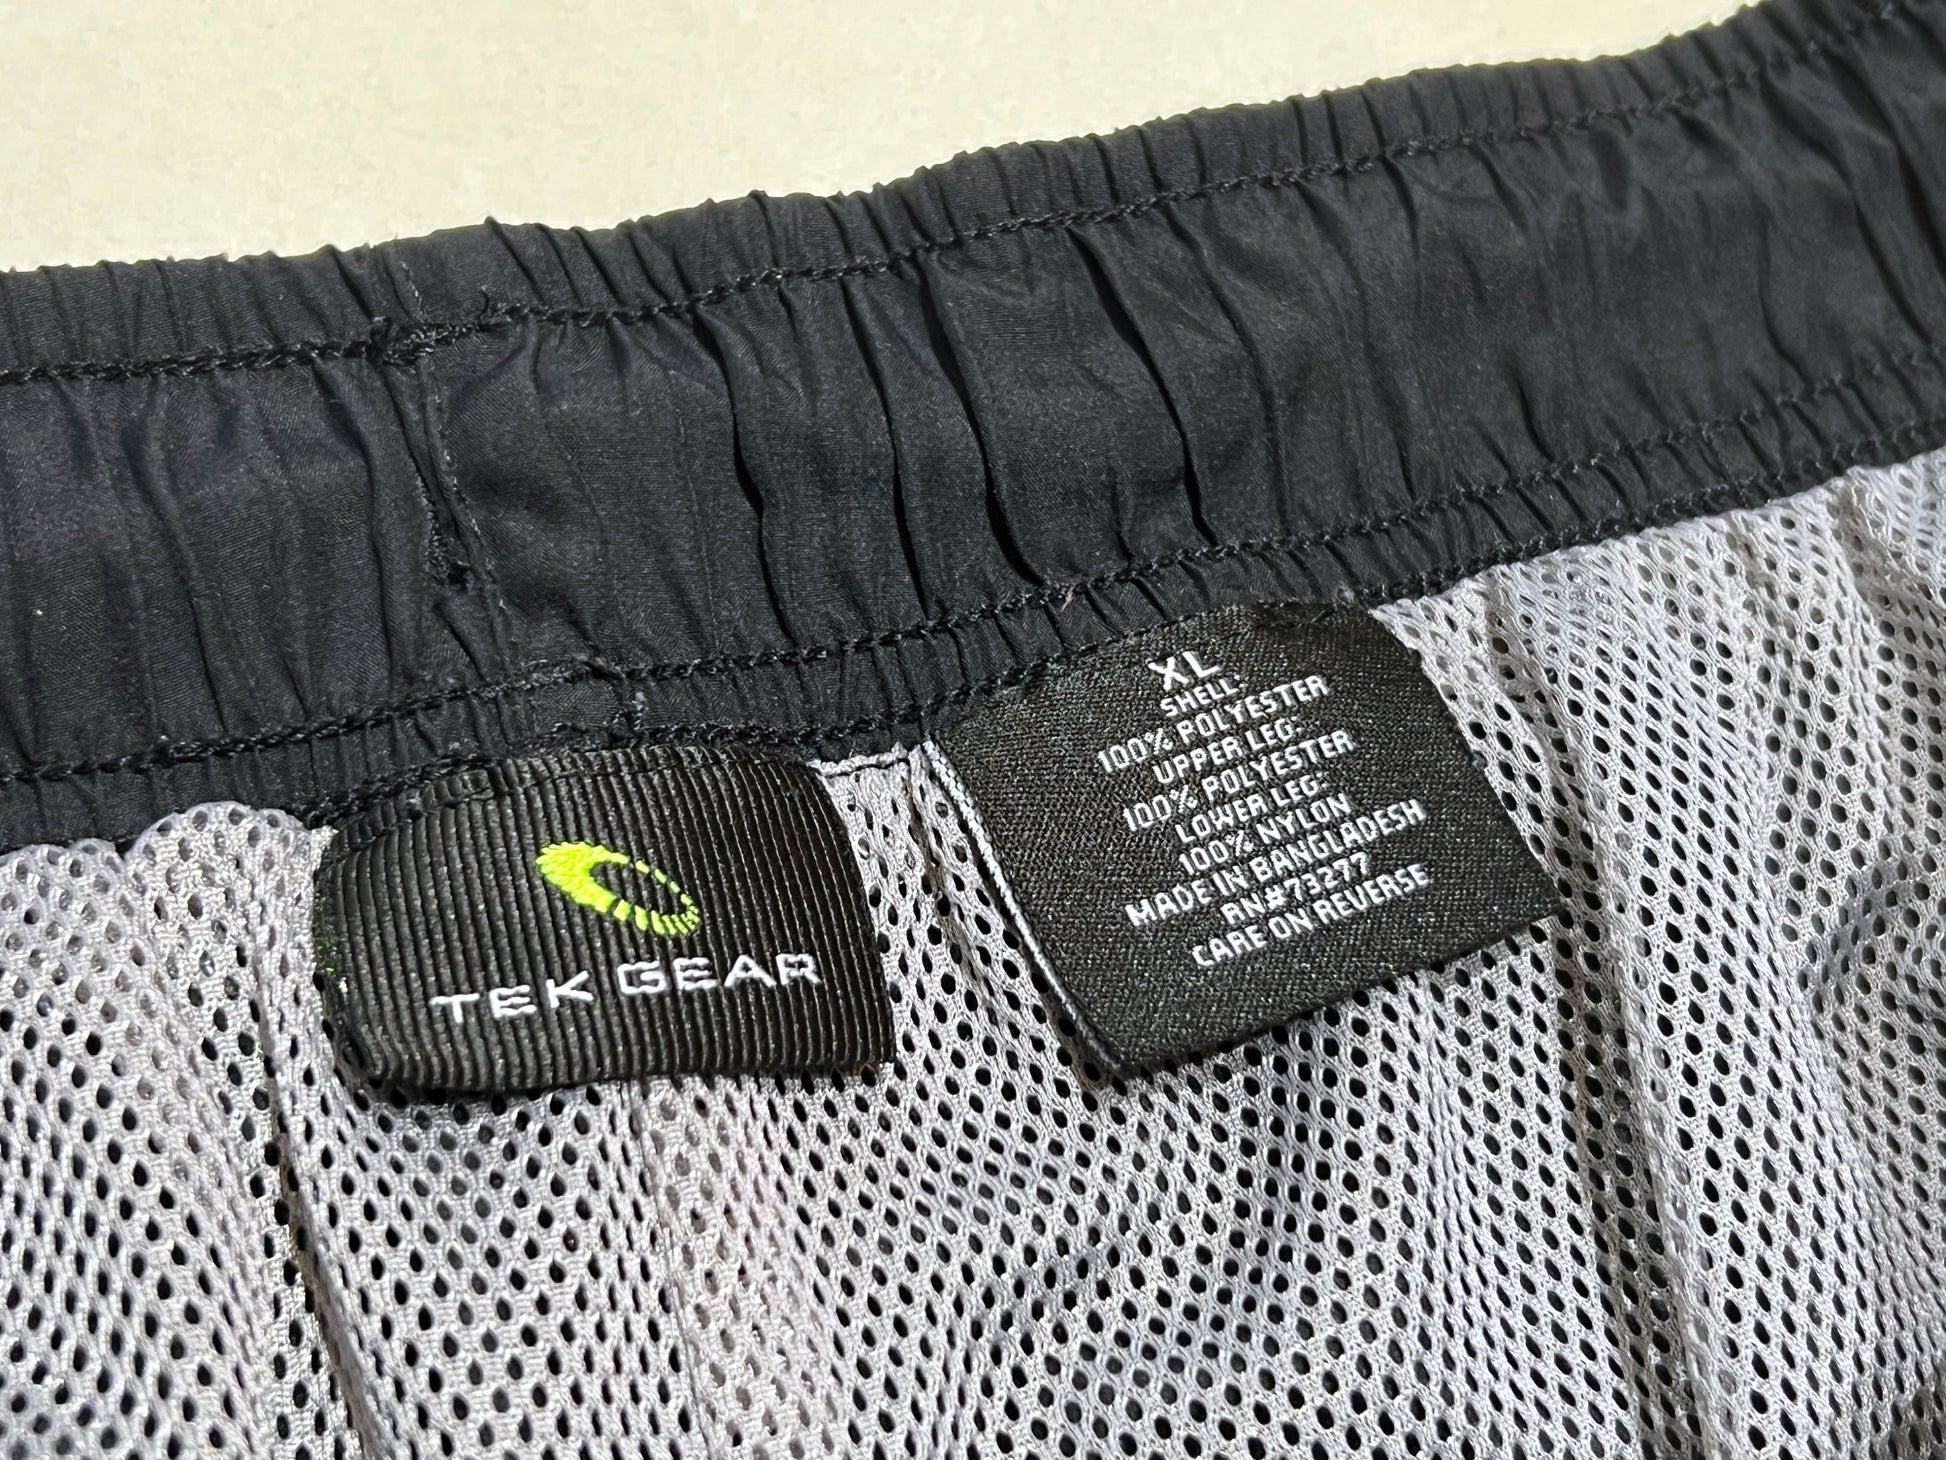 TEK GEAR
XL
SHELL:
100% POLYESTER
UPPER LEG:
100% POLYESTER
LOWER LEG:
100% NYLON
MADE IN BANGLADESH
RN#73277
CARE ON REVERSE